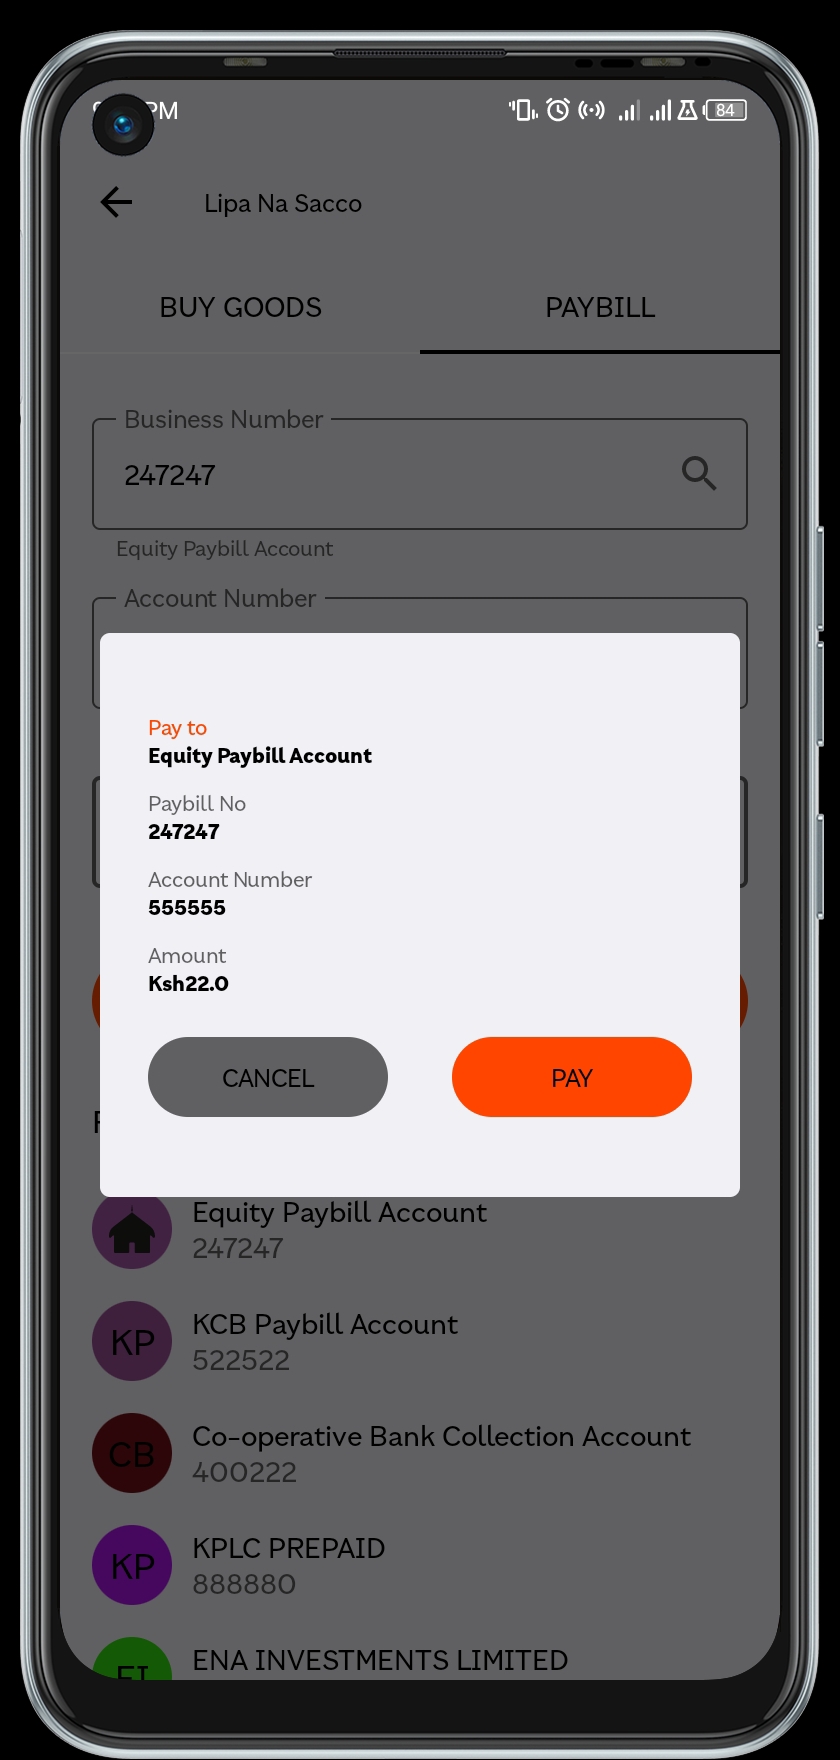 PM
84
Lipa Na Sacco
BUY GOODS
PAYBILL
Business Number
247247
Equity Paybill Account
Account Number
Pay to
Equity Paybill Account
Paybill No
247247
Account Number
555555
Amount
Ksh22.0
CANCEL
PAY
Equity Paybill Account
247247
KP
KCB Paybill Account
522522
CB
Co-operative Bank Collection Account
400222
KP
KPLC PREPAID
888880
EI
ENA INVESTMENTS LIMITED